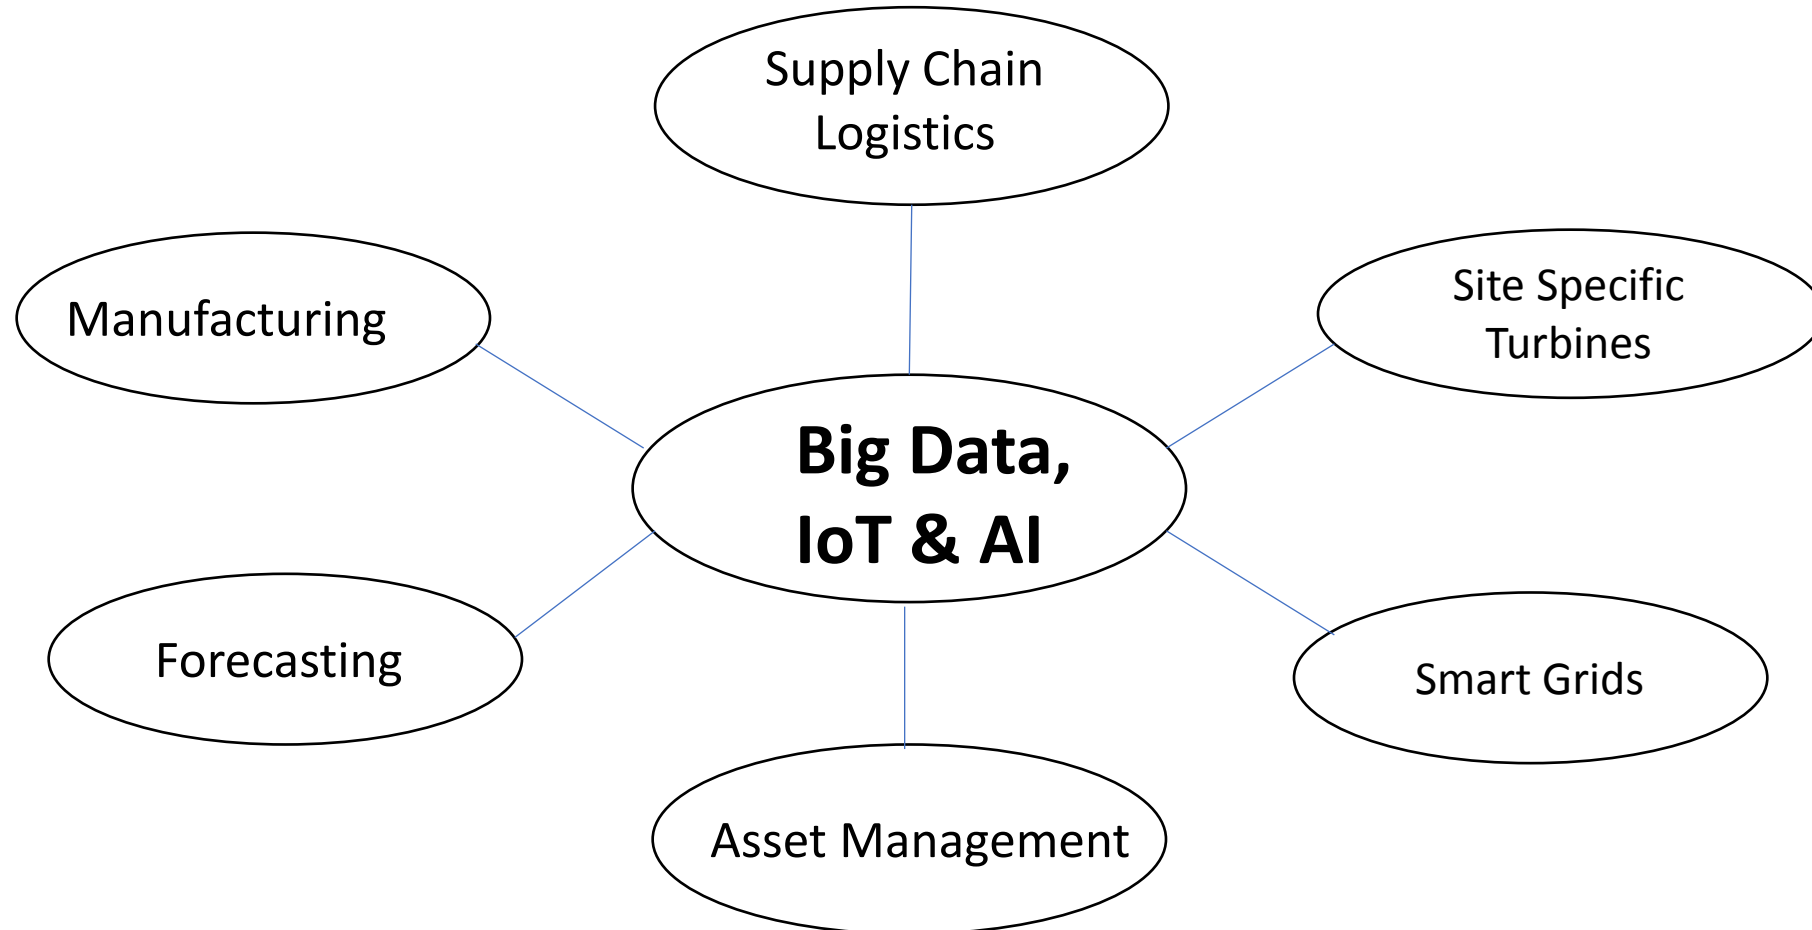 Supply Chain
Logistics
Manufacturing
Site Specific
Turbines
Big Data,
IoT & AI
Forecasting
Smart Grids
Asset Management